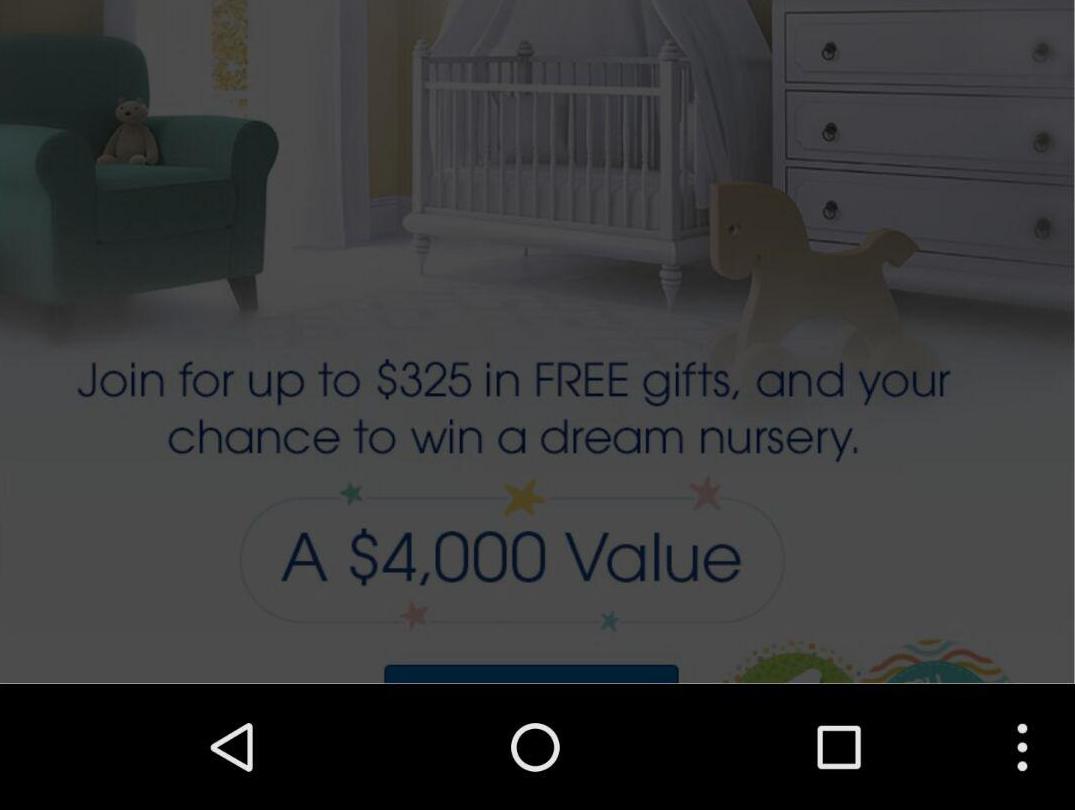 Join for up to $325 in FREE gifts, and your
chance to win a dream nursery.
A $4,000 Value